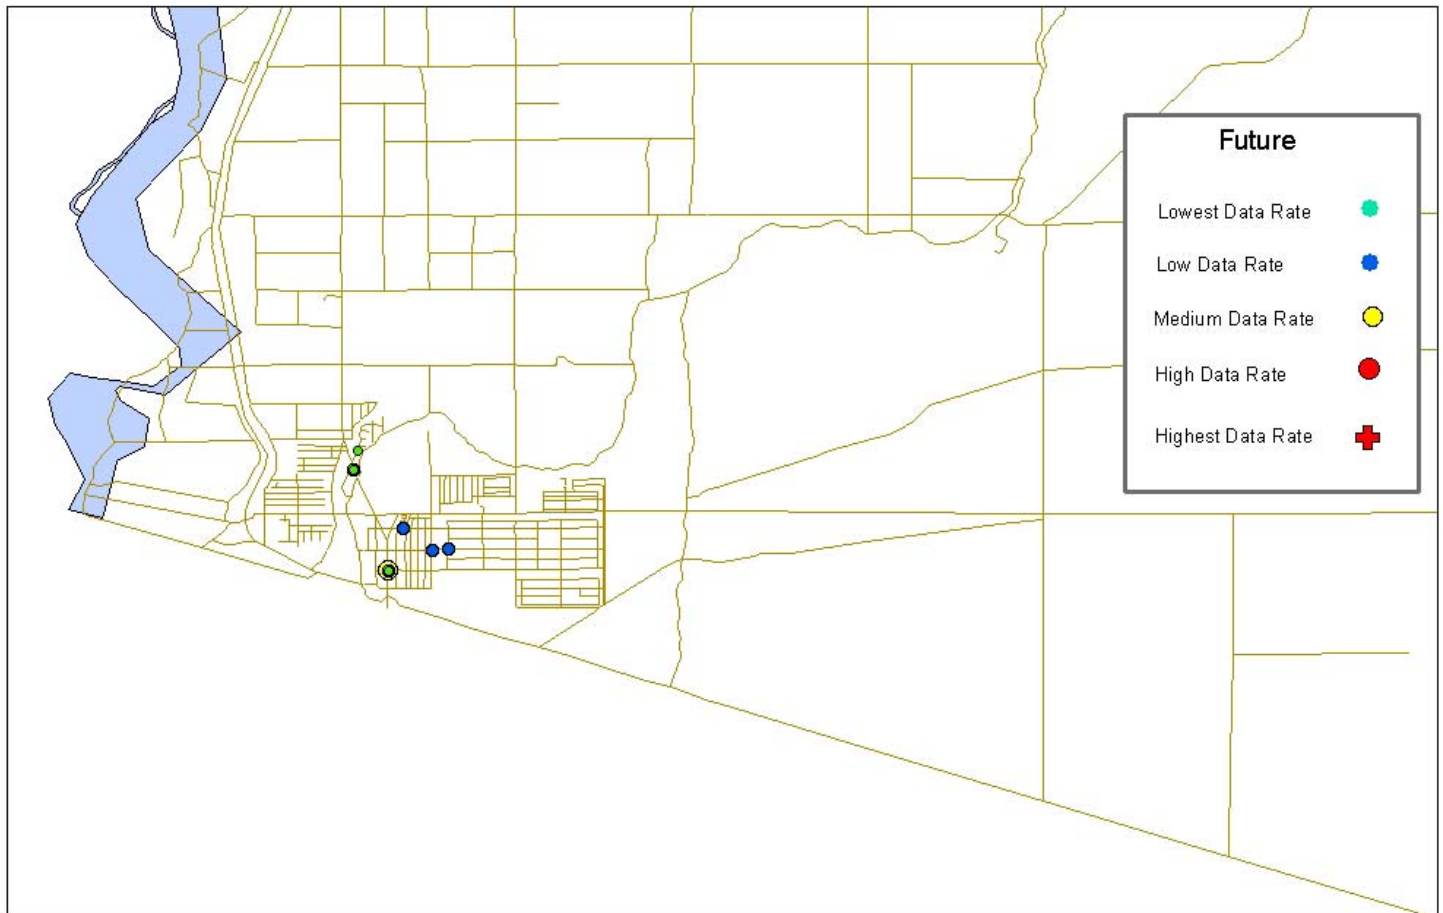 Future
Lowest Data Rate
Low Data Rate
Medium Data Rate
High Data Rate
Highest Data Rate